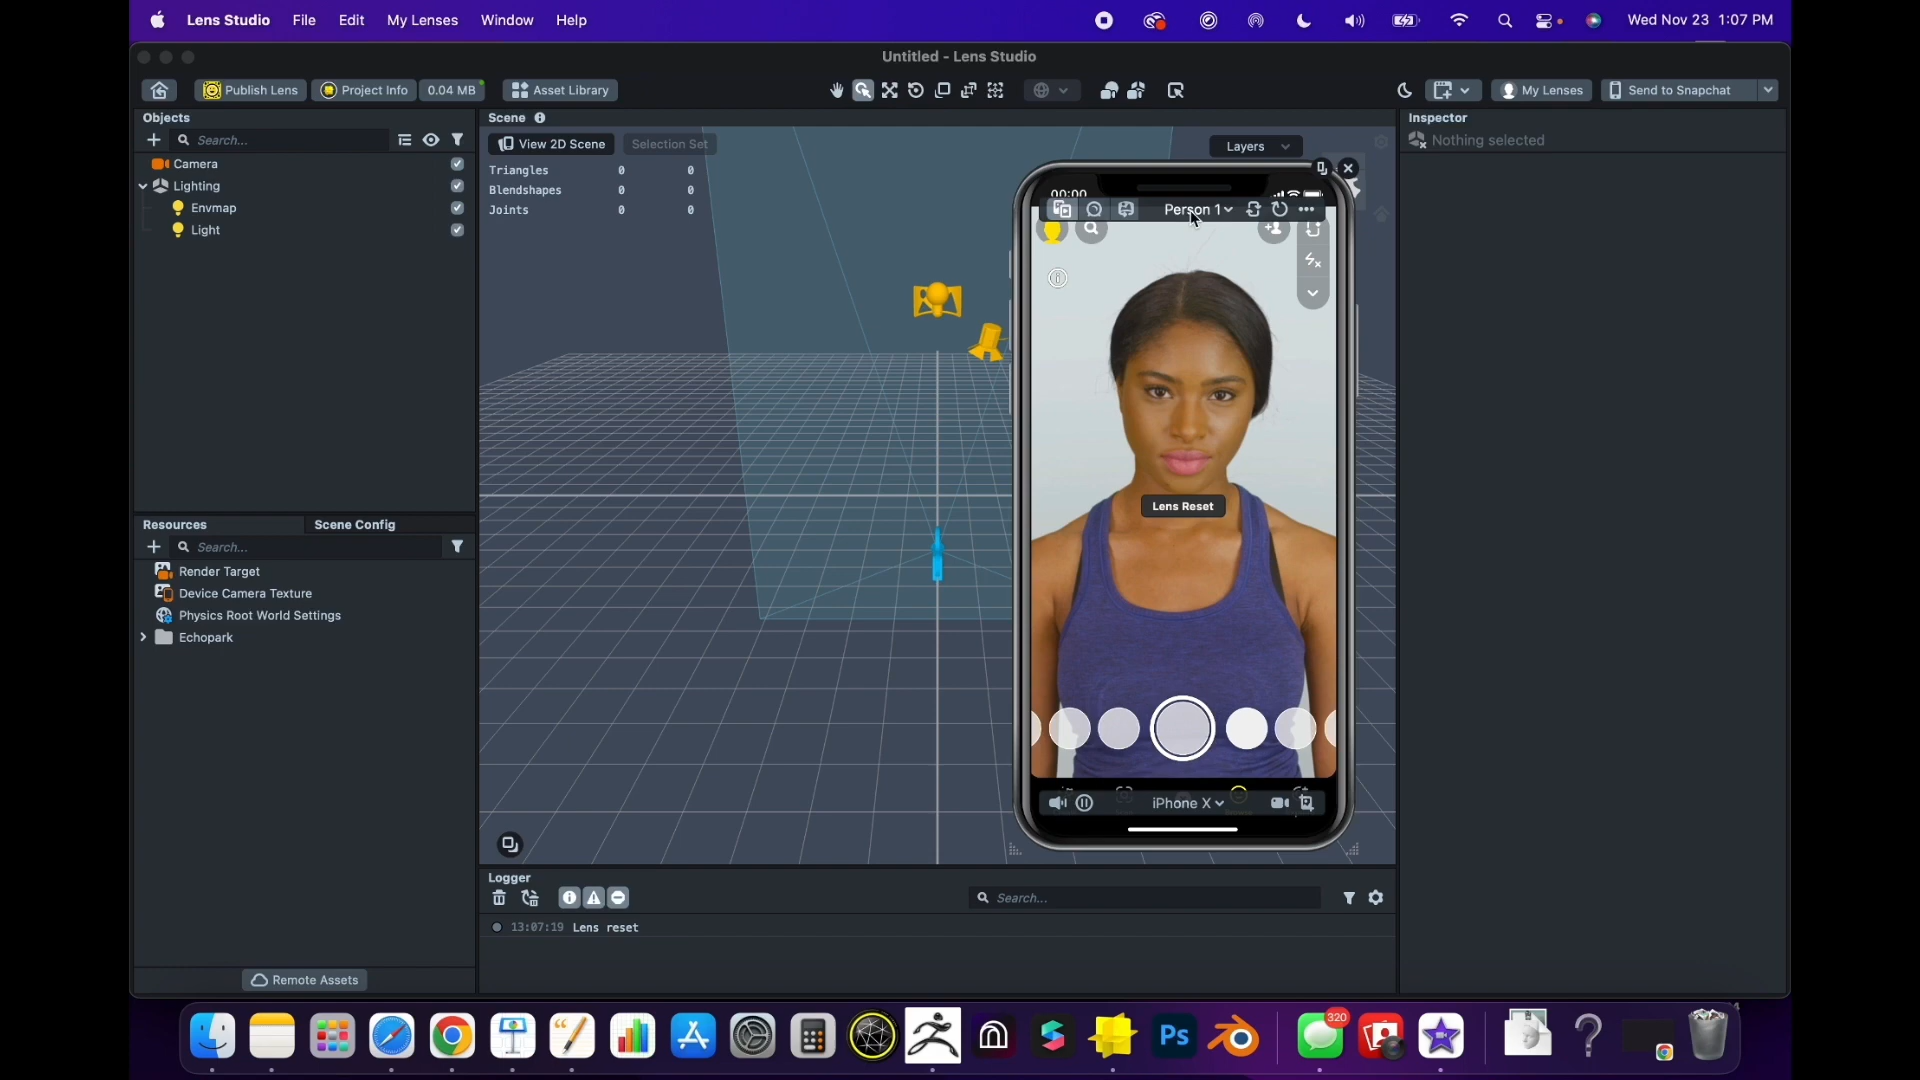 Lens Studio File Edit My Lenses Window Help Wed Nov 23 1:07 PM
Untitled - Lens Studio
Publish Lens Project Info 0.04 MB Asset Library My Lenses Send to Snapchat
Objects
Search...
Camera
Lighting
Envmap
Light
Resources Scene Config
Search...
Render Target
Device Camera Texture
Physics Root World Settings
Echopark
Remote Assets
Scene
View 2D Scene Selection Set Layers
Triangles 0 0
Blendshapes 0 0
Joints 0 0
00:00
Person 1
Lens Reset
iPhone X
Logger
Search...
13:07:19 Lens reset
Inspector
Nothing selected
320
Ps